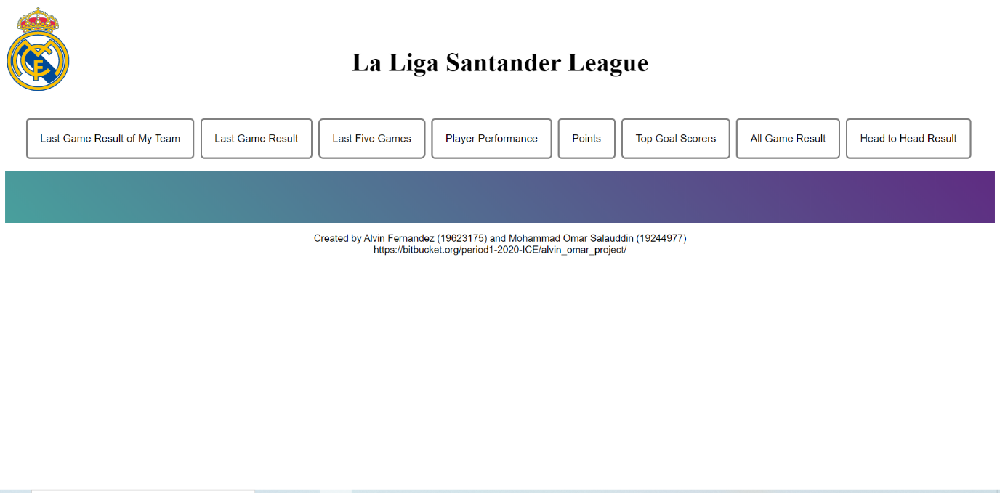 La Liga Santander League
Last Game Result of My Team
Last Game Result
Last Five Games
Player Performance
Points
Top Goal Scorers
All Game Result
Head to Head Result
Created by Alvin Fernandez (19623175) and Mohammad Omar Salauddin (19244977)
https://bitbucket.org/period1-2020-ICE/alvin_omar_project/